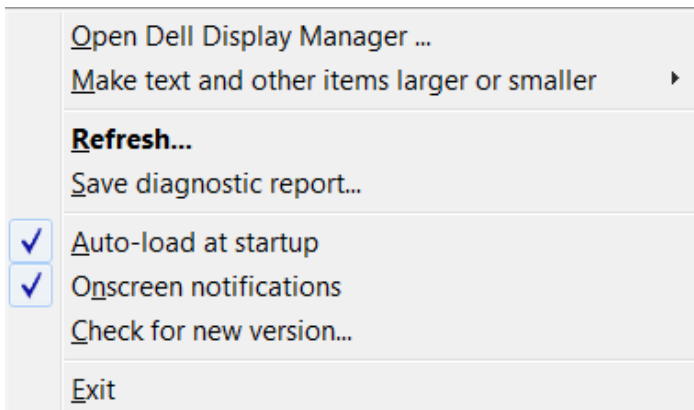 Open Dell Display Manager ...
Make text and other items larger or smaller
Refresh...
Save diagnostic report...
Auto-load at startup
Onscreen notifications
Check for new version...
Exit